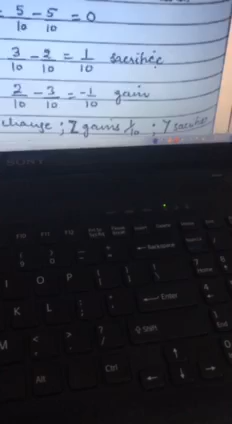 = 5/10 - 5/10 = 0
3/10 - 2/10 = 1/10 sacrifice
2/10 - 3/10 = -1/10 gain
change ; Z gains 1/10 ; Y
SONY
F10 F11 F12
Backspace
Home
I O P
Enter
K L
Shift
M < > ?
Alt Ctrl